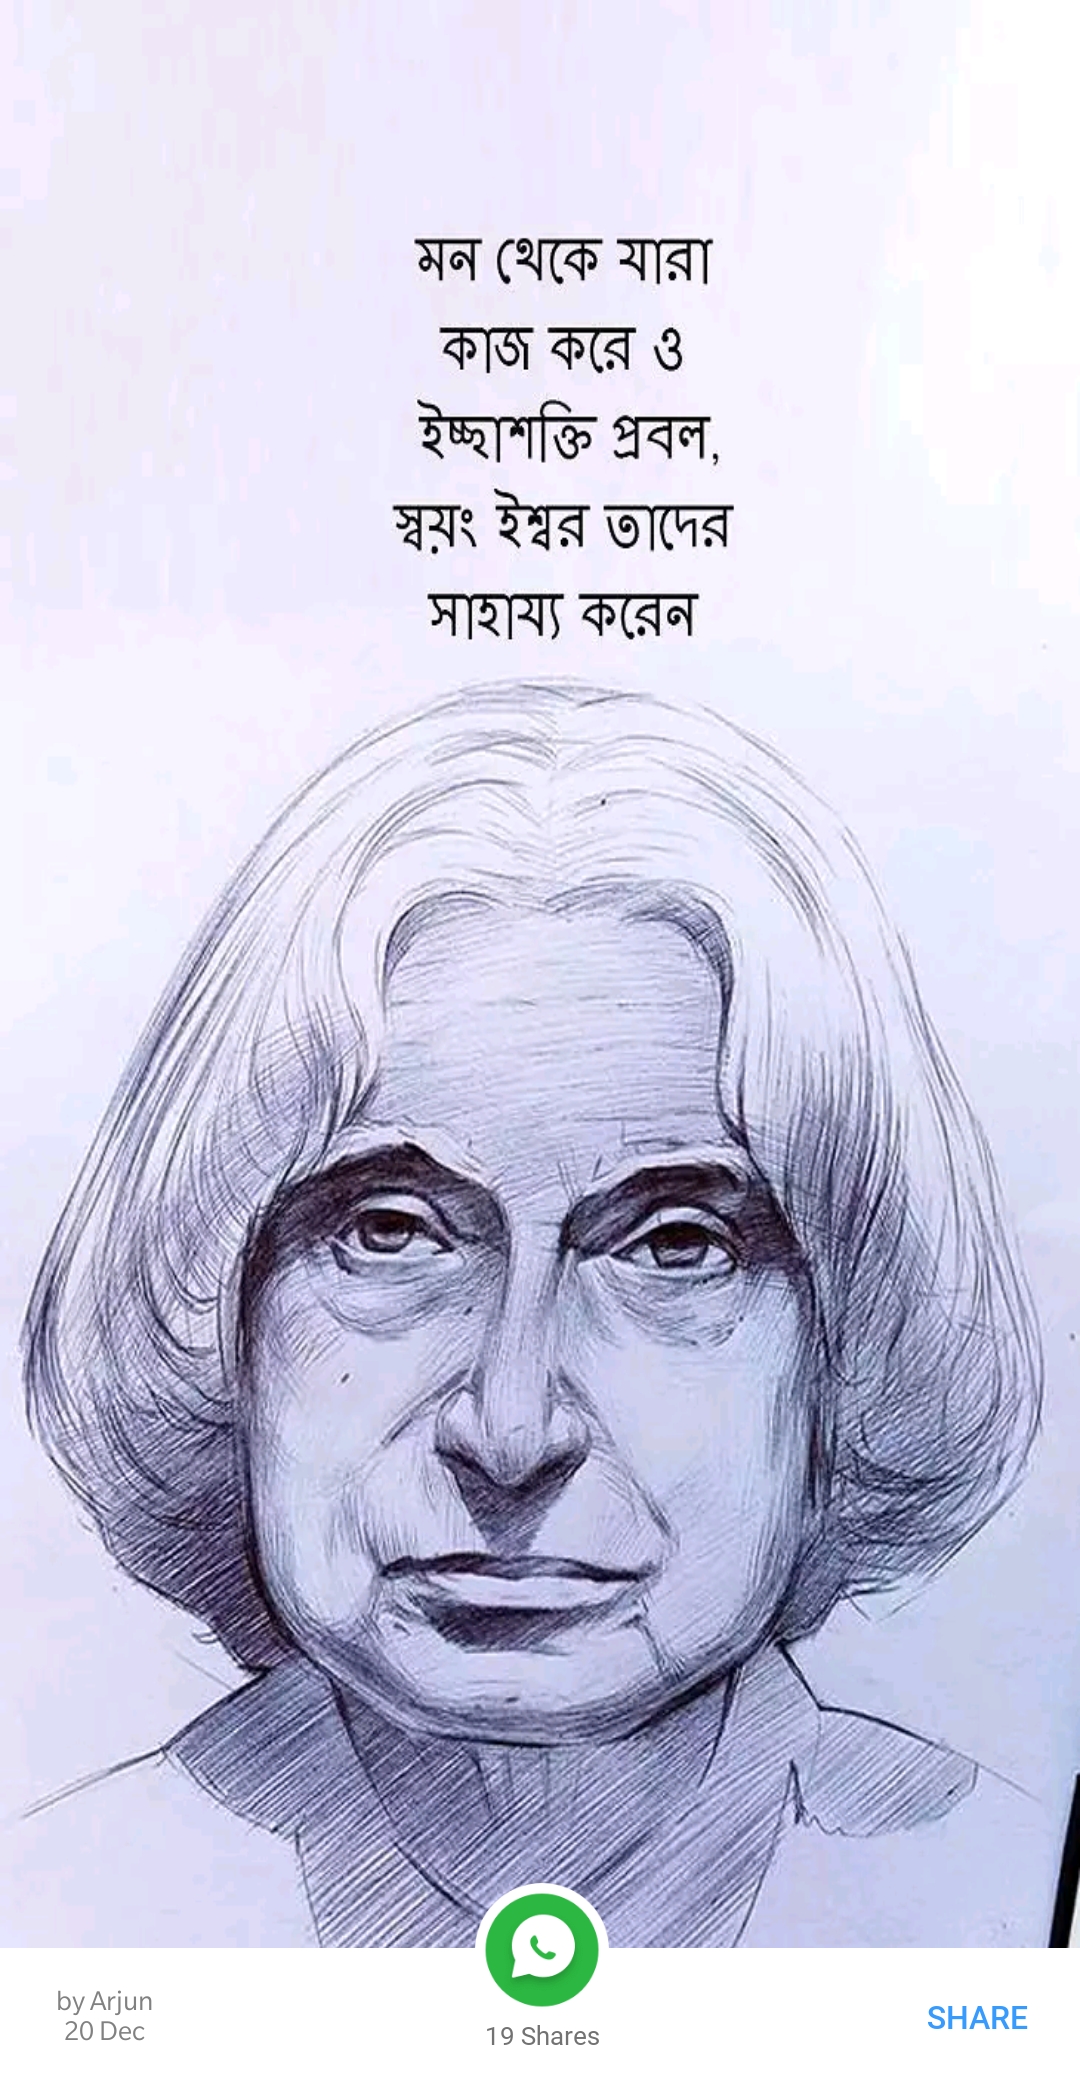 মন থেকে যারা
কাজ করে ও
ইচ্ছাশক্তি প্রবল,
স্বয়ং ইশ্বর তাদের
সাহায্য করেন
by Arjun
20 Dec
19 Shares
SHARE